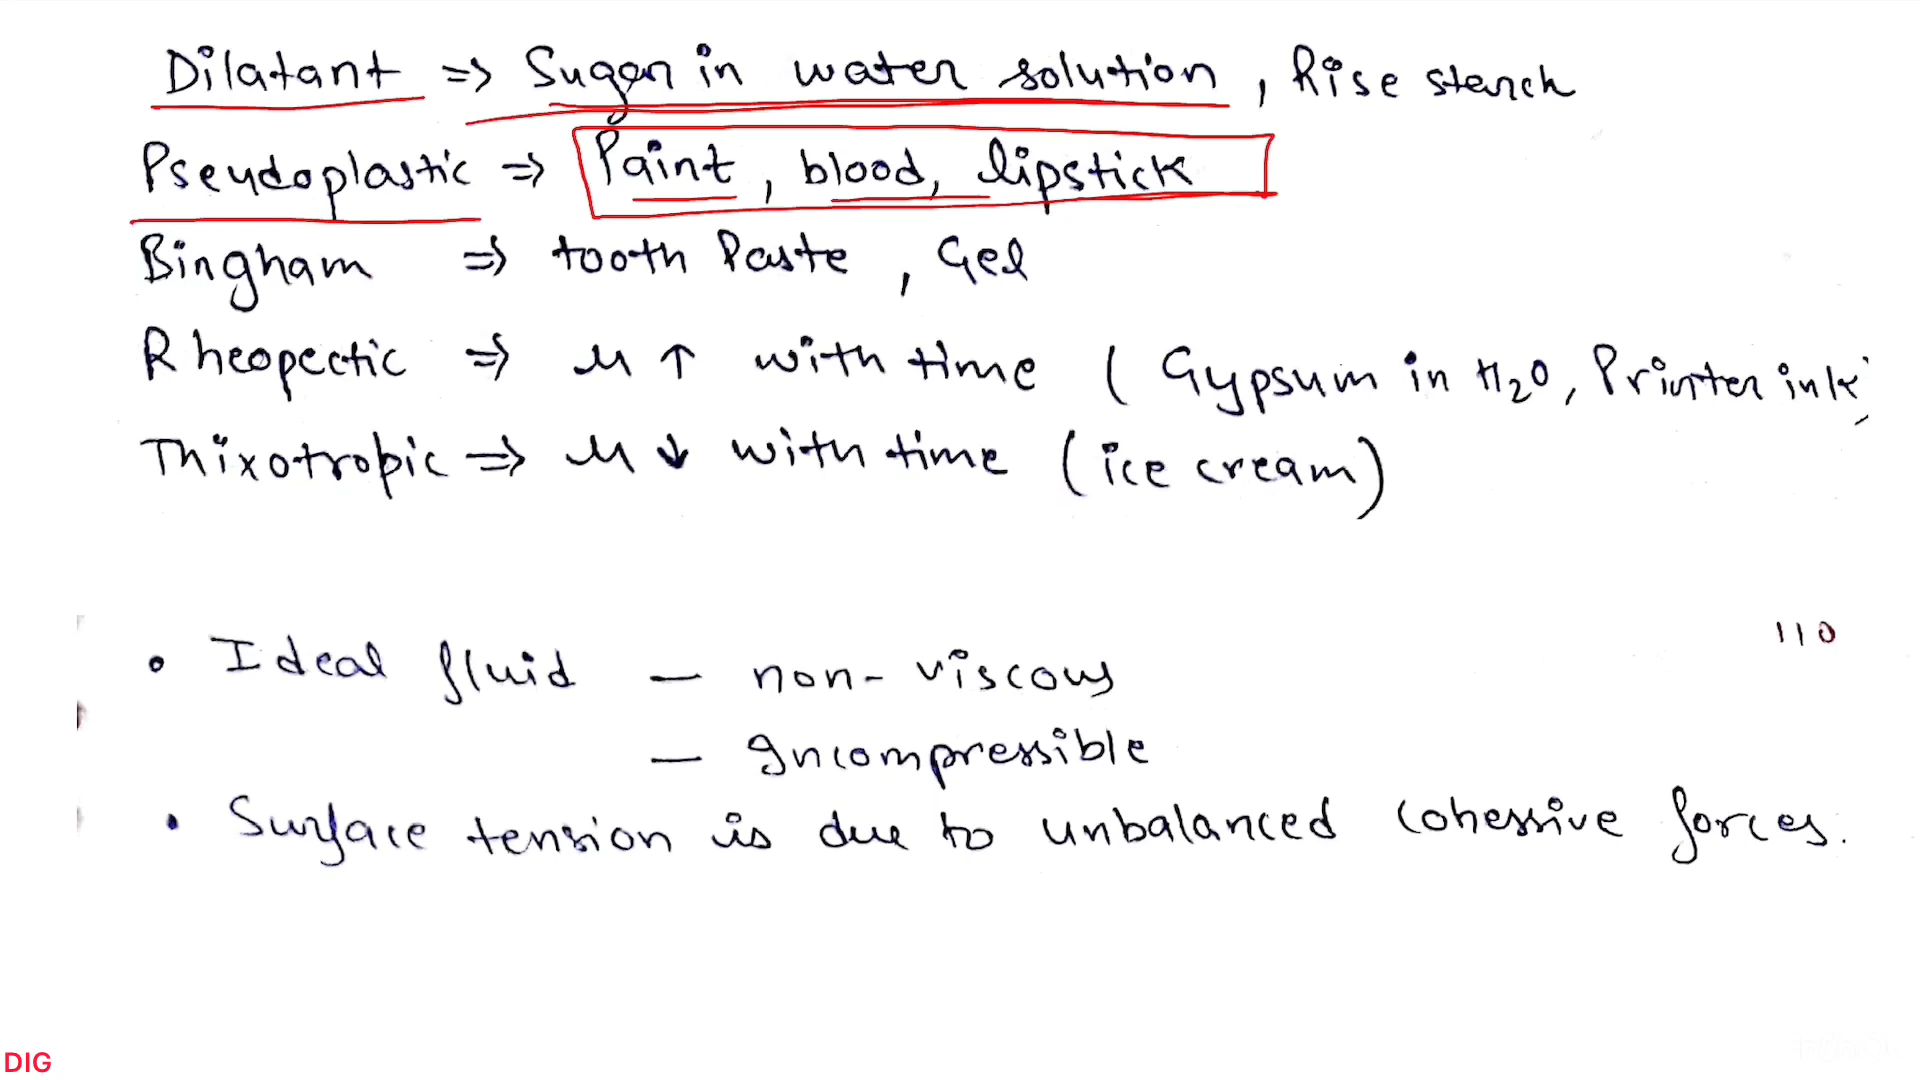 Dilatant => Sugar in water solution, Rise starch
Pseudoplastic => Paint, blood, lipstick
Bingham => tooth Paste, Gel
Rheopectic => μ ↑ with time (Gypsum in H2O, Printer ink)
Thixotropic => μ ↓ with time (ice cream)
110
• Ideal fluid — non-viscous
— Incompressible
• Surface tension is due to unbalanced cohessive forces.
DIG